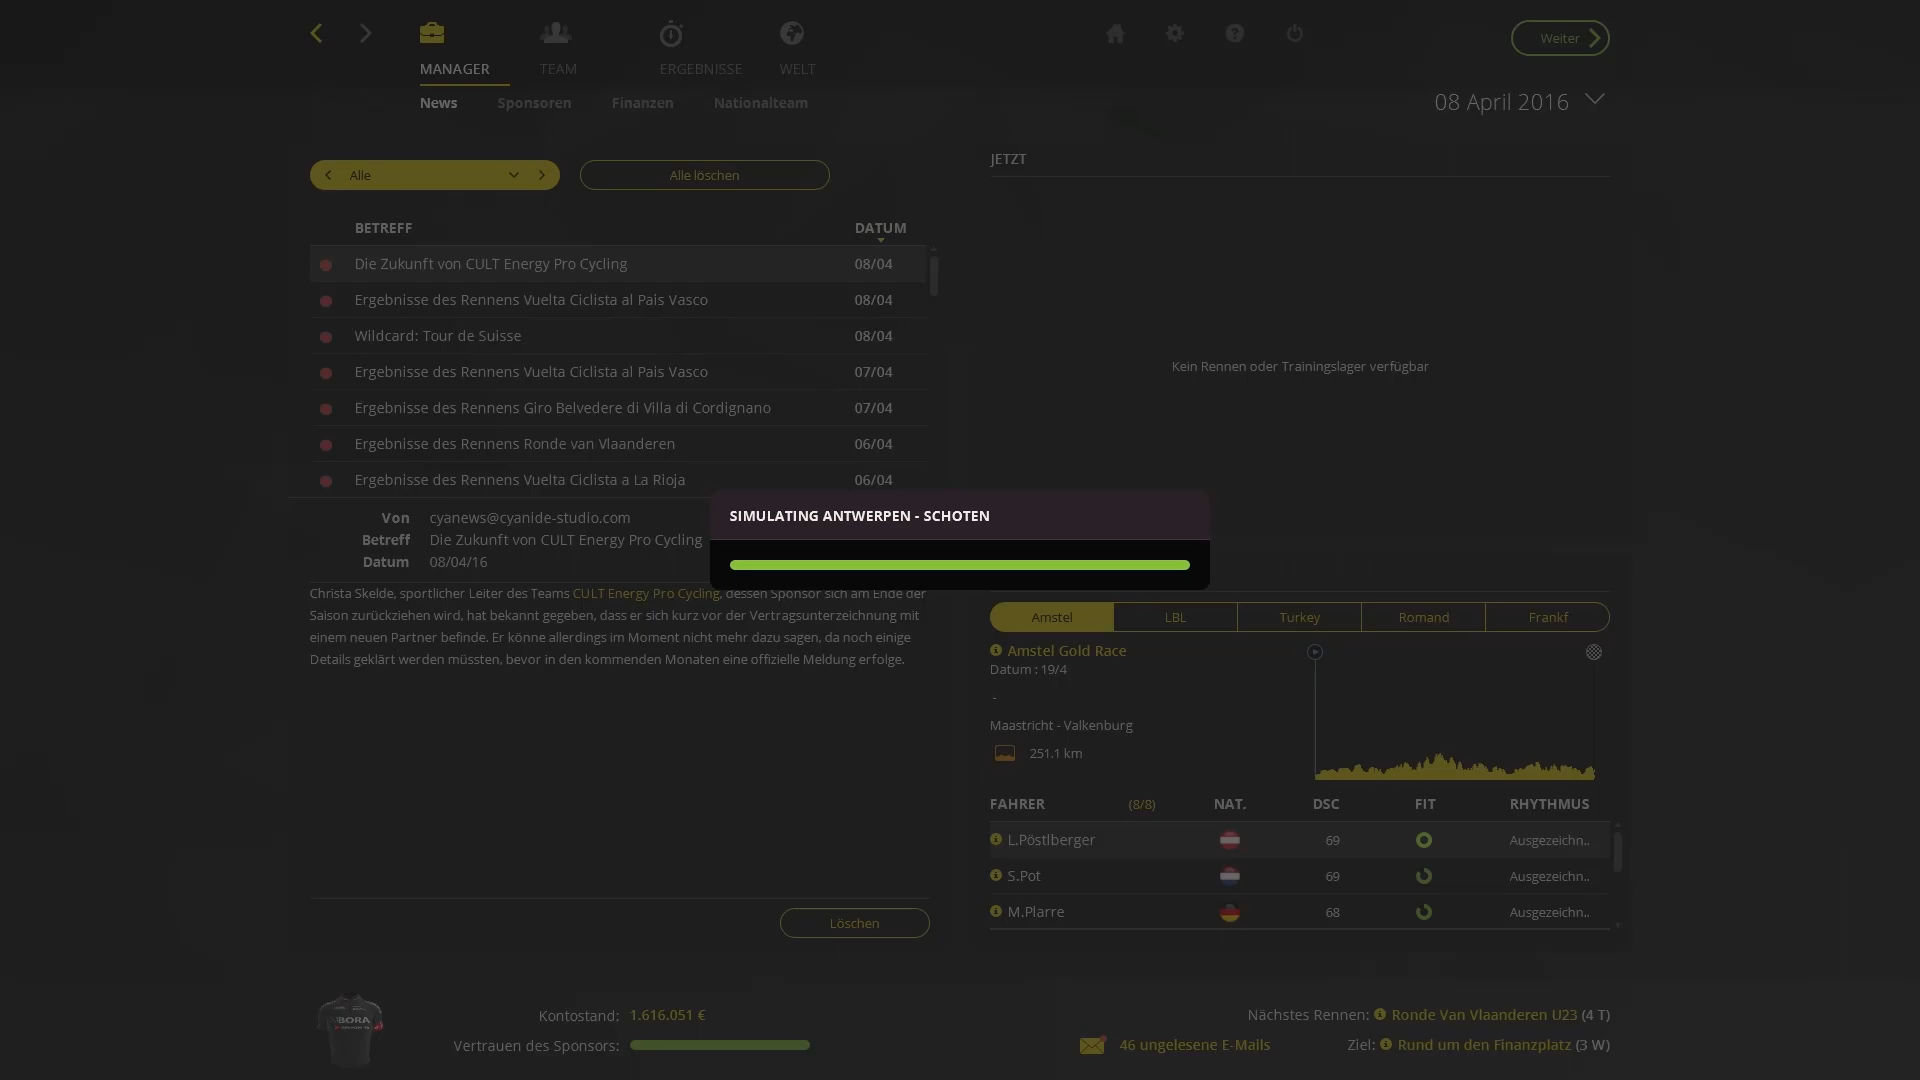 MANAGER
TEAM
ERGEBNISSE
WELT
Weiter
News
Sponsoren
Finanzen
Nationalteam
08 April 2016
Alle
Alle löschen
JETZT
BETREFF
DATUM
Die Zukunft von CULT Energy Pro Cycling
08/04
Ergebnisse des Rennens Vuelta Ciclista al Pais Vasco
08/04
Wildcard: Tour de Suisse
08/04
Ergebnisse des Rennens Vuelta Ciclista al Pais Vasco
07/04
Ergebnisse des Rennens Giro Belvedere di Villa di Cordignano
07/04
Ergebnisse des Rennens Ronde van Vlaanderen
06/04
Ergebnisse des Rennens Vuelta Ciclista a La Rioja
06/04
Kein Rennen oder Trainingslager verfügbar
SIMULATING ANTWERPEN - SCHOTEN
Von cyanews@cyanide-studio.com
Betreff Die Zukunft von CULT Energy Pro Cycling
Datum 08/04/16
Christa Skelde, sportlicher Leiter des Teams CULT Energy Pro Cycling, dessen Sponsor sich am Ende der
Saison zurückziehen wird, hat bekannt gegeben, dass er sich kurz vor der Vertragsunterzeichnung mit
einem neuen Partner befinde. Er könne allerdings im Moment nicht mehr dazu sagen, da noch einige
Details geklärt werden müssten, bevor in den kommenden Monaten eine offizielle Meldung erfolge.
Löschen
Amstel
LBL
Turkey
Romand
Frankf
Amstel Gold Race
Datum : 19/4
-
Maastricht - Valkenburg
251.1 km
FAHRER (8/8) NAT. DSC FIT RHYTHMUS
L.Pöstlberger 69 Ausgezeichn..
S.Pot 69 Ausgezeichn..
M.Plarre 68 Ausgezeichn..
BORA
Kontostand: 1.616.051 €
Vertrauen des Sponsors:
46 ungelesene E-Mails
Nächstes Rennen: Ronde Van Vlaanderen U23 (4 T)
Ziel: Rund um den Finanzplatz (3 W)